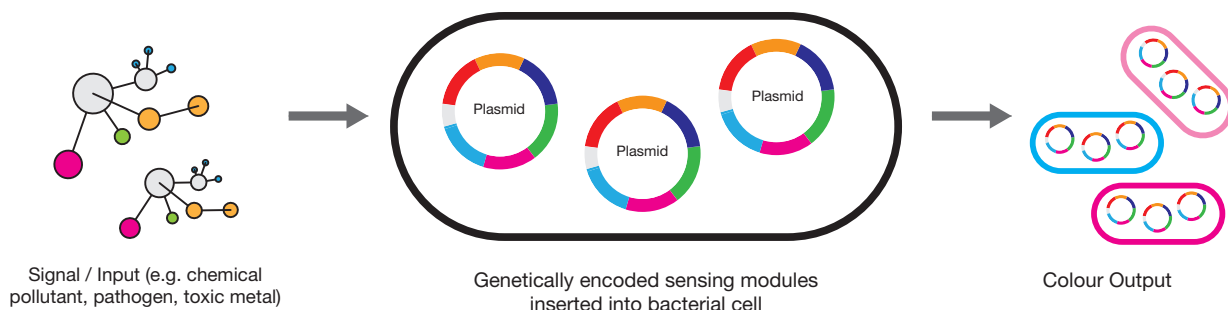 Plasmid
Plasmid
Plasmid
Signal / Input (e.g. chemical
pollutant, pathogen, toxic metal)
Genetically encoded sensing modules
inserted into bacterial cell
Colour Output